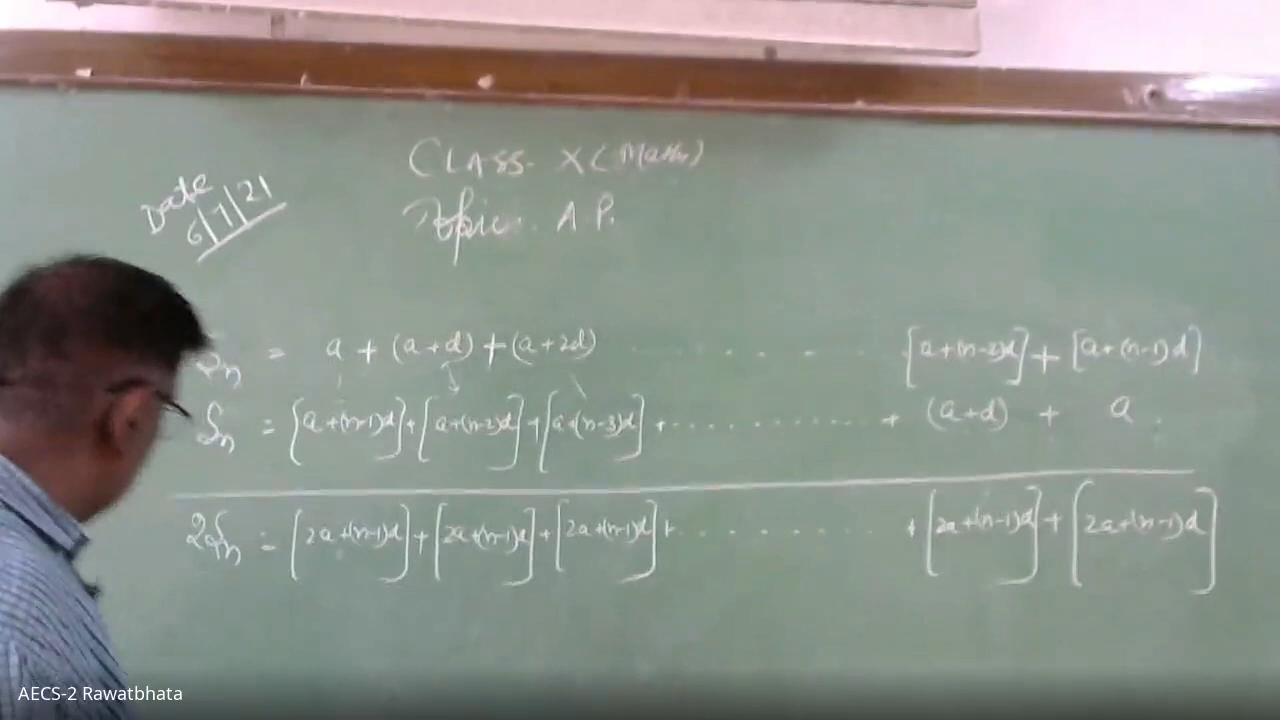 CLASS. X (Maths)
Date
6/7/21
Topic. A.P.
Sn = a + (a+d) + (a+2d) . . . . . [a+(n-2)d] + [a+(n-1)d]
Sn = [a+(n-1)d] + [a+(n-2)d] + [a+(n-3)d] + . . . . . . . . . . . . + (a+d) + a .
2Sn = [2a+(n-1)d] + [2a+(n-1)d] + [2a+(n-1)d] + . . . . . . . . + [2a+(n-1)d] + [2a+(n-1)d]
AECS-2 Rawatbhata